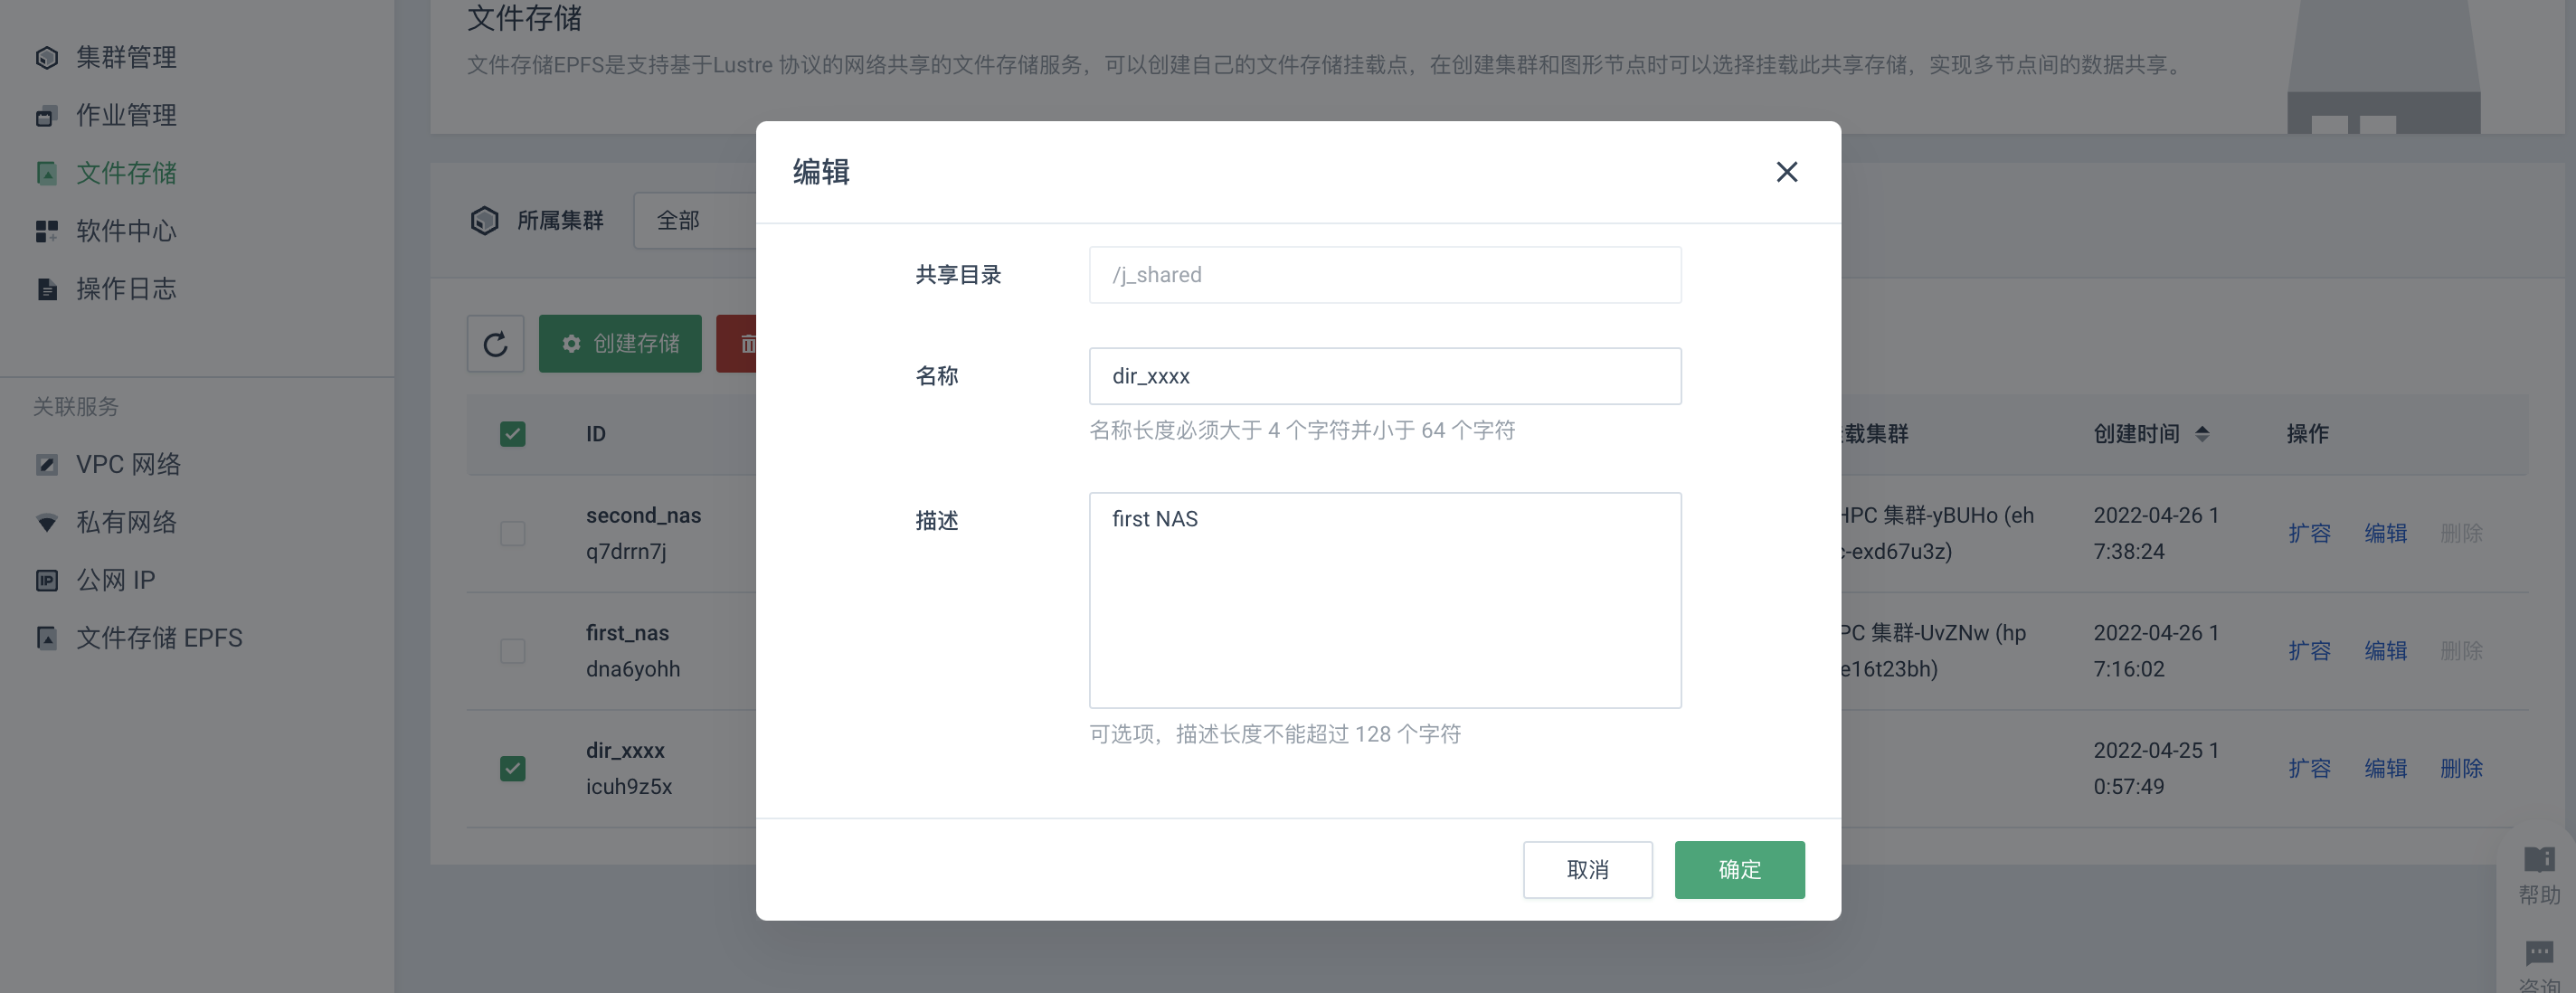 文件存储
文件存储EPFS是支持基于Lustre 协议的网络共享的文件存储服务，可以创建自己的文件存储挂载点，在创建集群和图形节点时可以选择挂载此共享存储，实现多节点间的数据共享。
集群管理
作业管理
文件存储
软件中心
操作日志
关联服务
VPC 网络
私有网络
公网 IP
文件存储 EPFS
所属集群 全部
创建存储
ID
载集群 创建时间 操作
second_nas
q7drrn7j
HPC 集群-yBUHo (eh
c-exd67u3z)
2022-04-26 1
7:38:24
扩容 编辑 删除
first_nas
dna6yohh
PC 集群-UvZNw (hp
e16t23bh)
2022-04-26 1
7:16:02
扩容 编辑 删除
dir_xxxx
icuh9z5x
2022-04-25 1
0:57:49
扩容 编辑 删除
编辑
共享目录 /j_shared
名称 dir_xxxx
名称长度必须大于 4 个字符并小于 64 个字符
描述 first NAS
可选项，描述长度不能超过 128 个字符
取消 确定
帮助
咨询